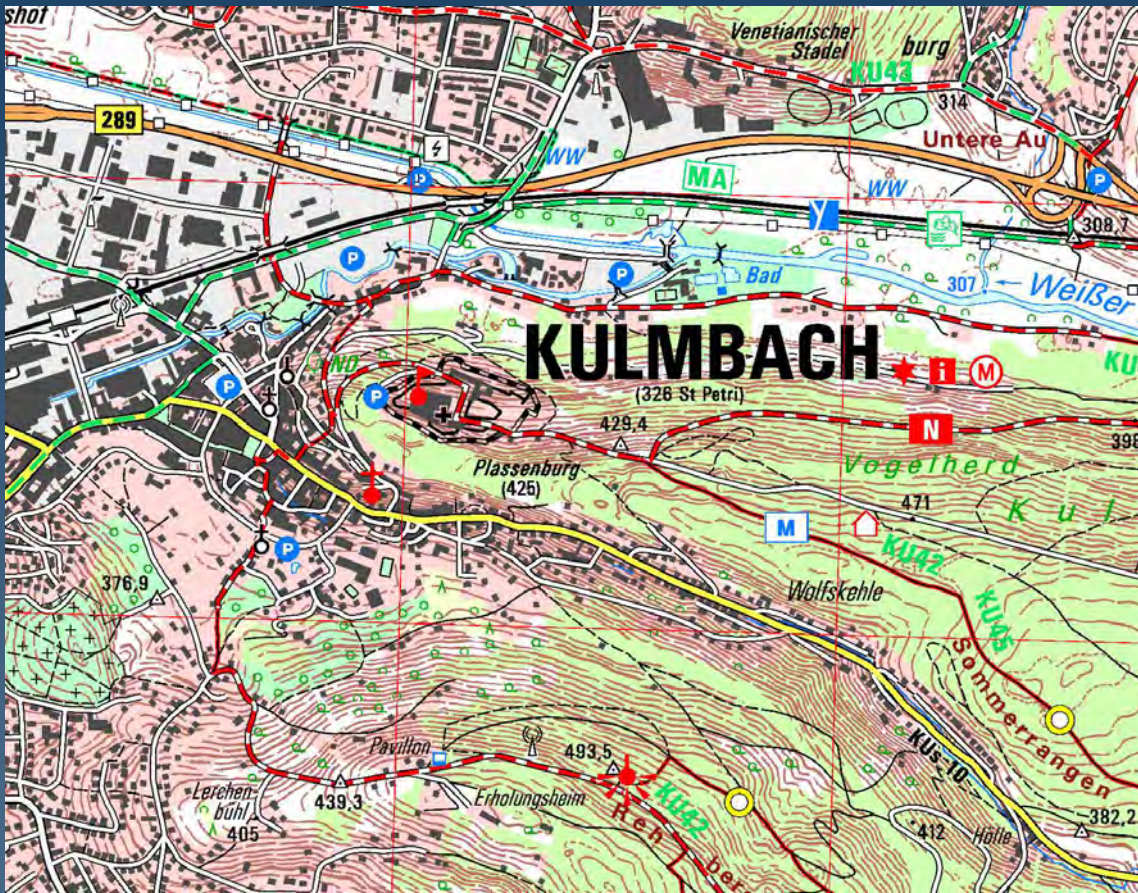 shof
Venetianischer
Stadel
burg
KU43
314
289
Untere Au
WW
P
MA
WW
P
308,7
P
P
Bad
307
Weißer
ND
KULMBACH
i
M
(326 St Petri)
KU
P
P
429,4
N
398
Plassenburg
(425)
Vogelherd
471
K u l
M
KU42
P
376,9
Wolfskehle
KU45
Sommerrangen
KUs-10
Pavillon
493,5
Lerchen-
bühl
439,3
Erholungsheim
KU42
405
Reh
ber
412
Hölle
382,2